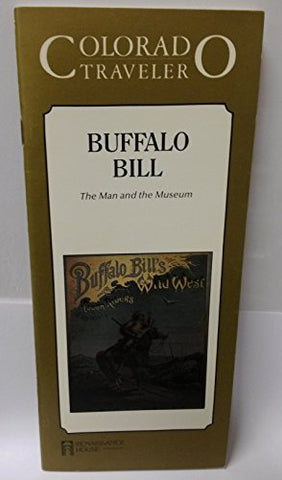 COLORADO
TRAVELER
BUFFALO
BILL
The Man and the Museum
Buffalo Bill's
Wild West
RENAISSANCE
HOUSE